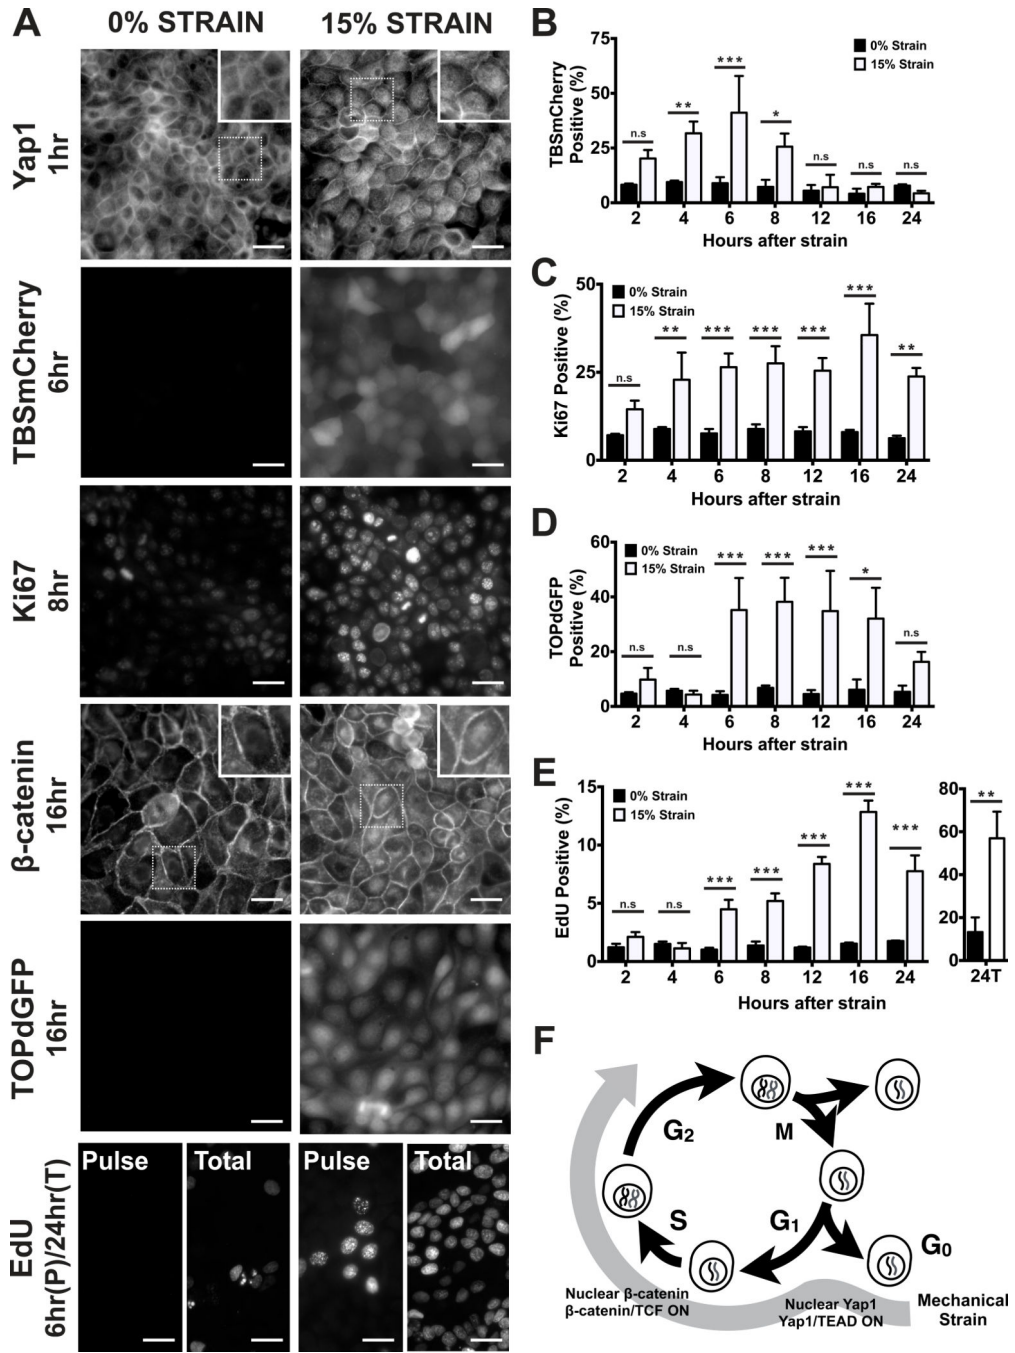 A
0% STRAIN
15% STRAIN
Yap1
1hr
TBSmCherry
6hr
Ki67
8hr
β-catenin
16hr
TOPdGFP
16hr
EdU
6hr(P)/24hr(T)
Pulse
Total
Pulse
Total
B
TBSmCherry
Positive (%)
75
50
25
0
0% Strain
15% Strain
n.s
**
***
*
n.s
n.s
n.s
2 4 6 8 12 16 24
Hours after strain
C
Ki67 Positive (%)
50
25
0
0% Strain
15% Strain
n.s
**
***
***
***
***
**
2 4 6 8 12 16 24
Hours after strain
D
TOPdGFP
Positive (%)
60
40
20
0
0% Strain
15% Strain
n.s
n.s
***
***
***
*
n.s
2 4 6 8 12 16 24
Hours after strain
E
EdU Positive (%)
15
10
5
0
0% Strain
15% Strain
n.s
n.s
***
***
***
***
***
2 4 6 8 12 16 24
Hours after strain
80
60
40
20
0
**
24T
F
G2
M
S
G1
G0
Nuclear β-catenin
β-catenin/TCF ON
Nuclear Yap1
Yap1/TEAD ON
Mechanical
Strain